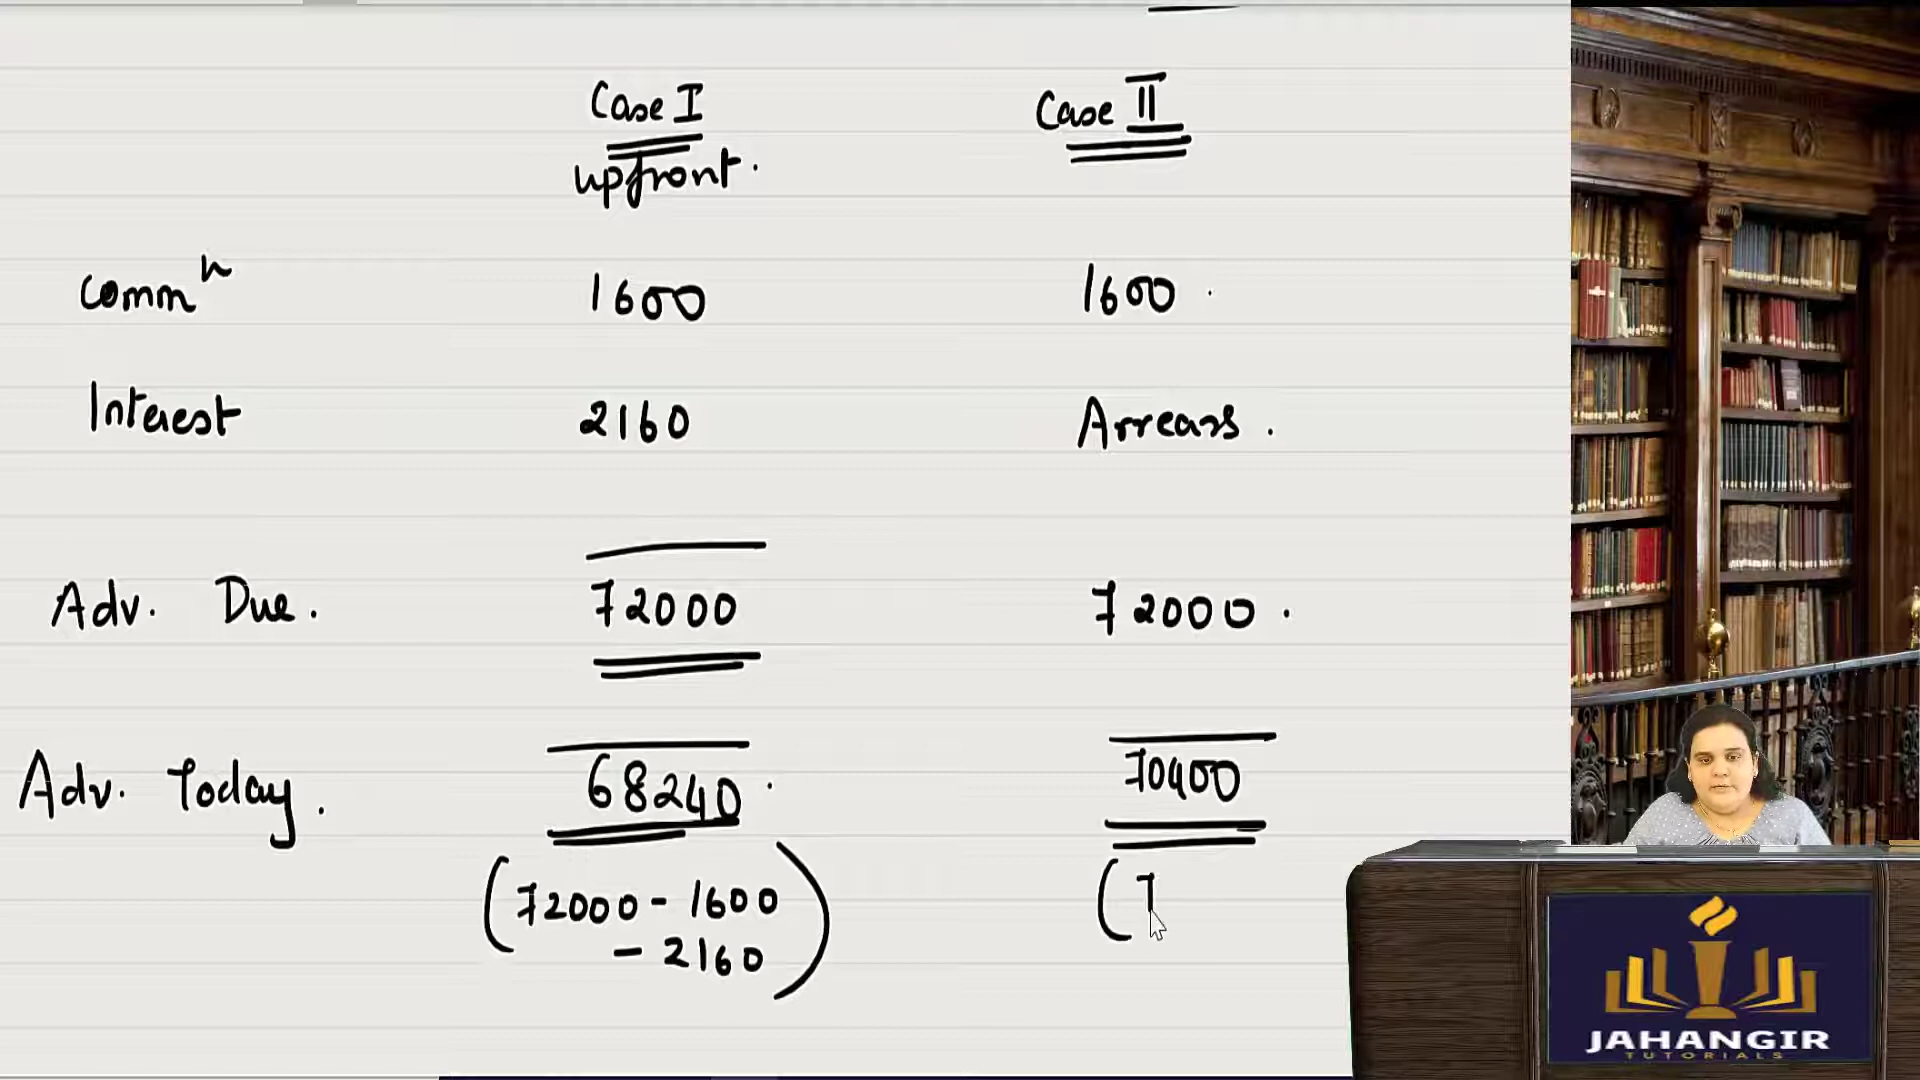 Case I Case II
upfront.
Commⁿ 1600 1600.
Interest 2160 Arrears.
Adv. Due. 72000 72000.
Adv. Today. 68240. 70400
(72000 - 1600 (7
- 2160)
JAHANGIR
TUTORIALS